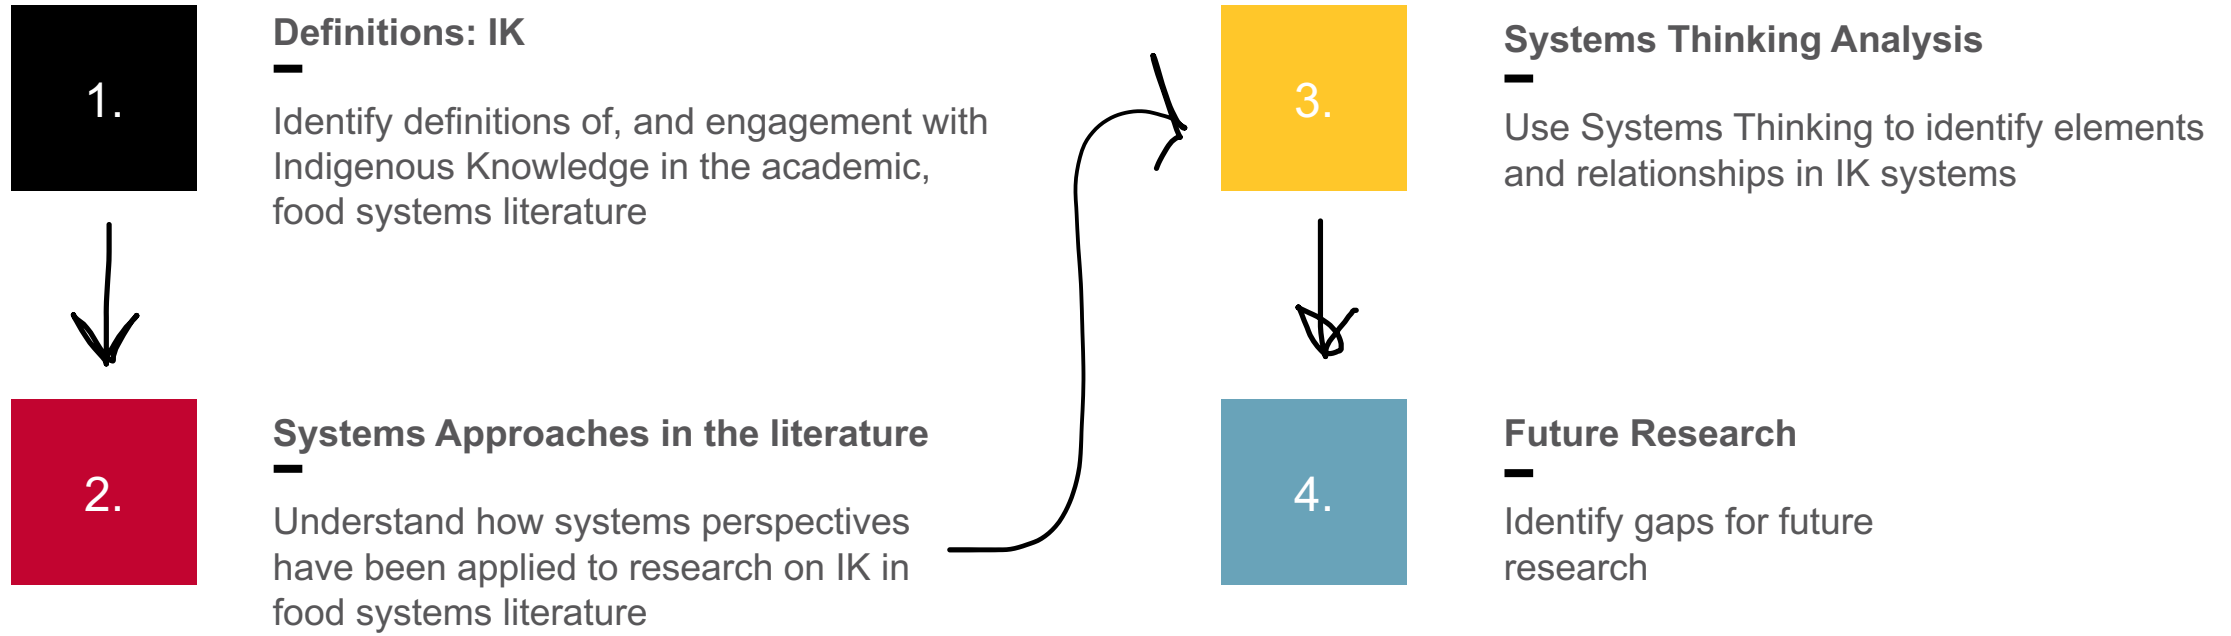 1.
Definitions: IK
Identify definitions of, and engagement with
Indigenous Knowledge in the academic,
food systems literature
2.
Systems Approaches in the literature
Understand how systems perspectives
have been applied to research on IK in
food systems literature
3.
Systems Thinking Analysis
Use Systems Thinking to identify elements
and relationships in IK systems
4.
Future Research
Identify gaps for future
research